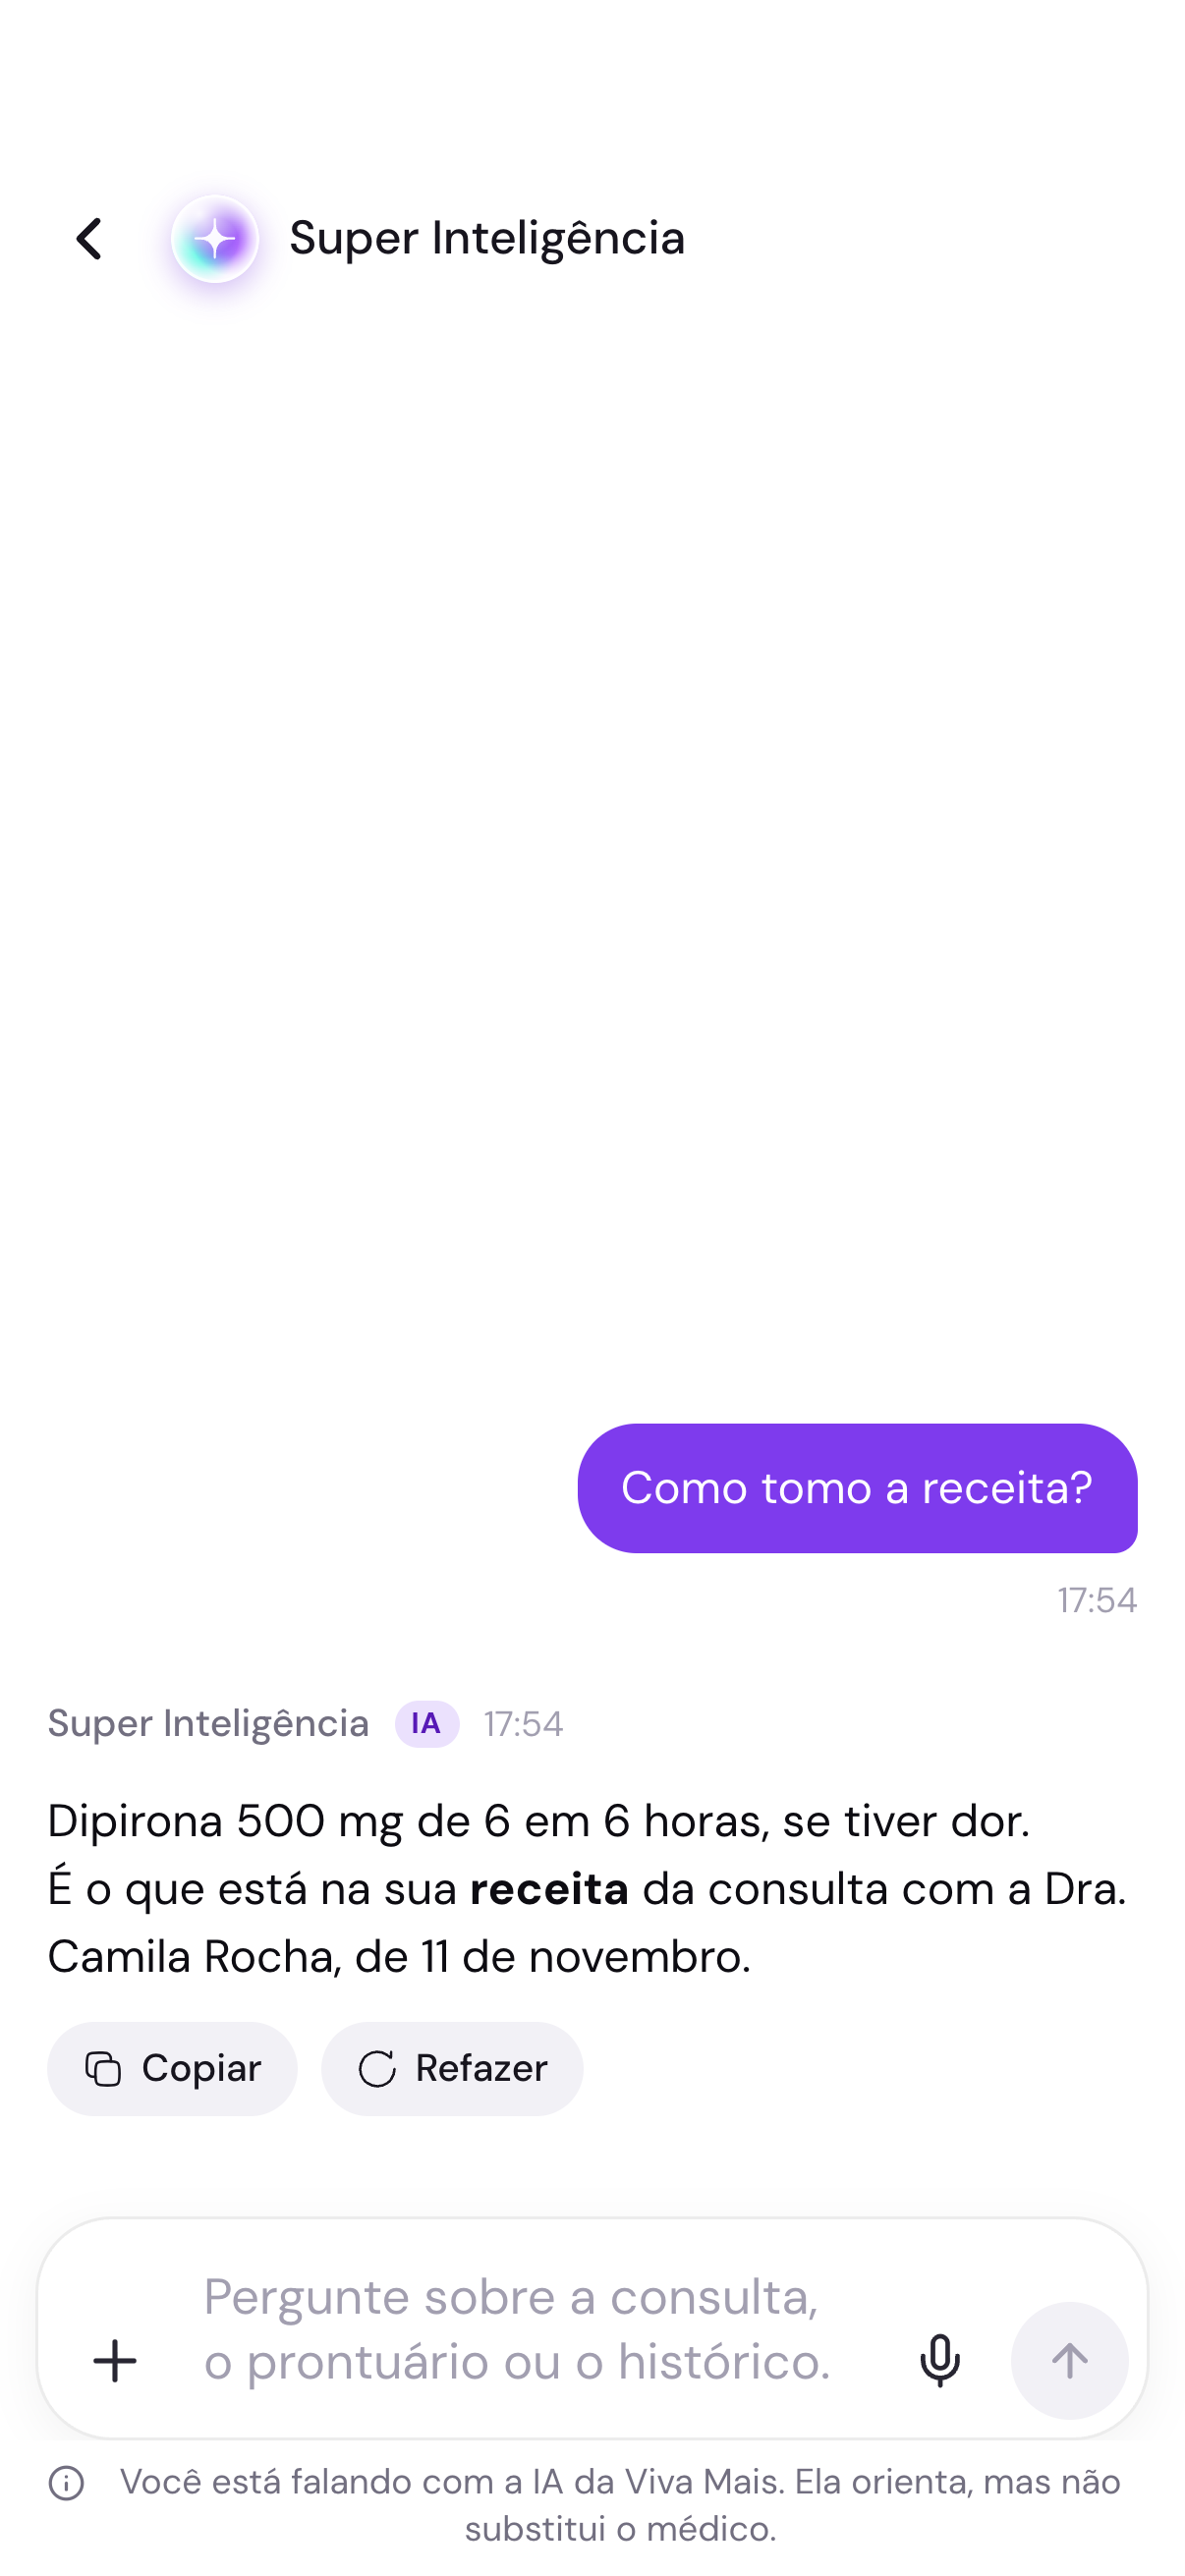 Super Inteligência
Como tomo a receita?
17:54
Super Inteligência IA 17:54
Dipirona 500 mg de 6 em 6 horas, se tiver dor.
É o que está na sua receita da consulta com a Dra.
Camila Rocha, de 11 de novembro.
Copiar Refazer
Pergunte sobre a consulta,
o prontuário ou o histórico.
Você está falando com a IA da Viva Mais. Ela orienta, mas não
substitui o médico.